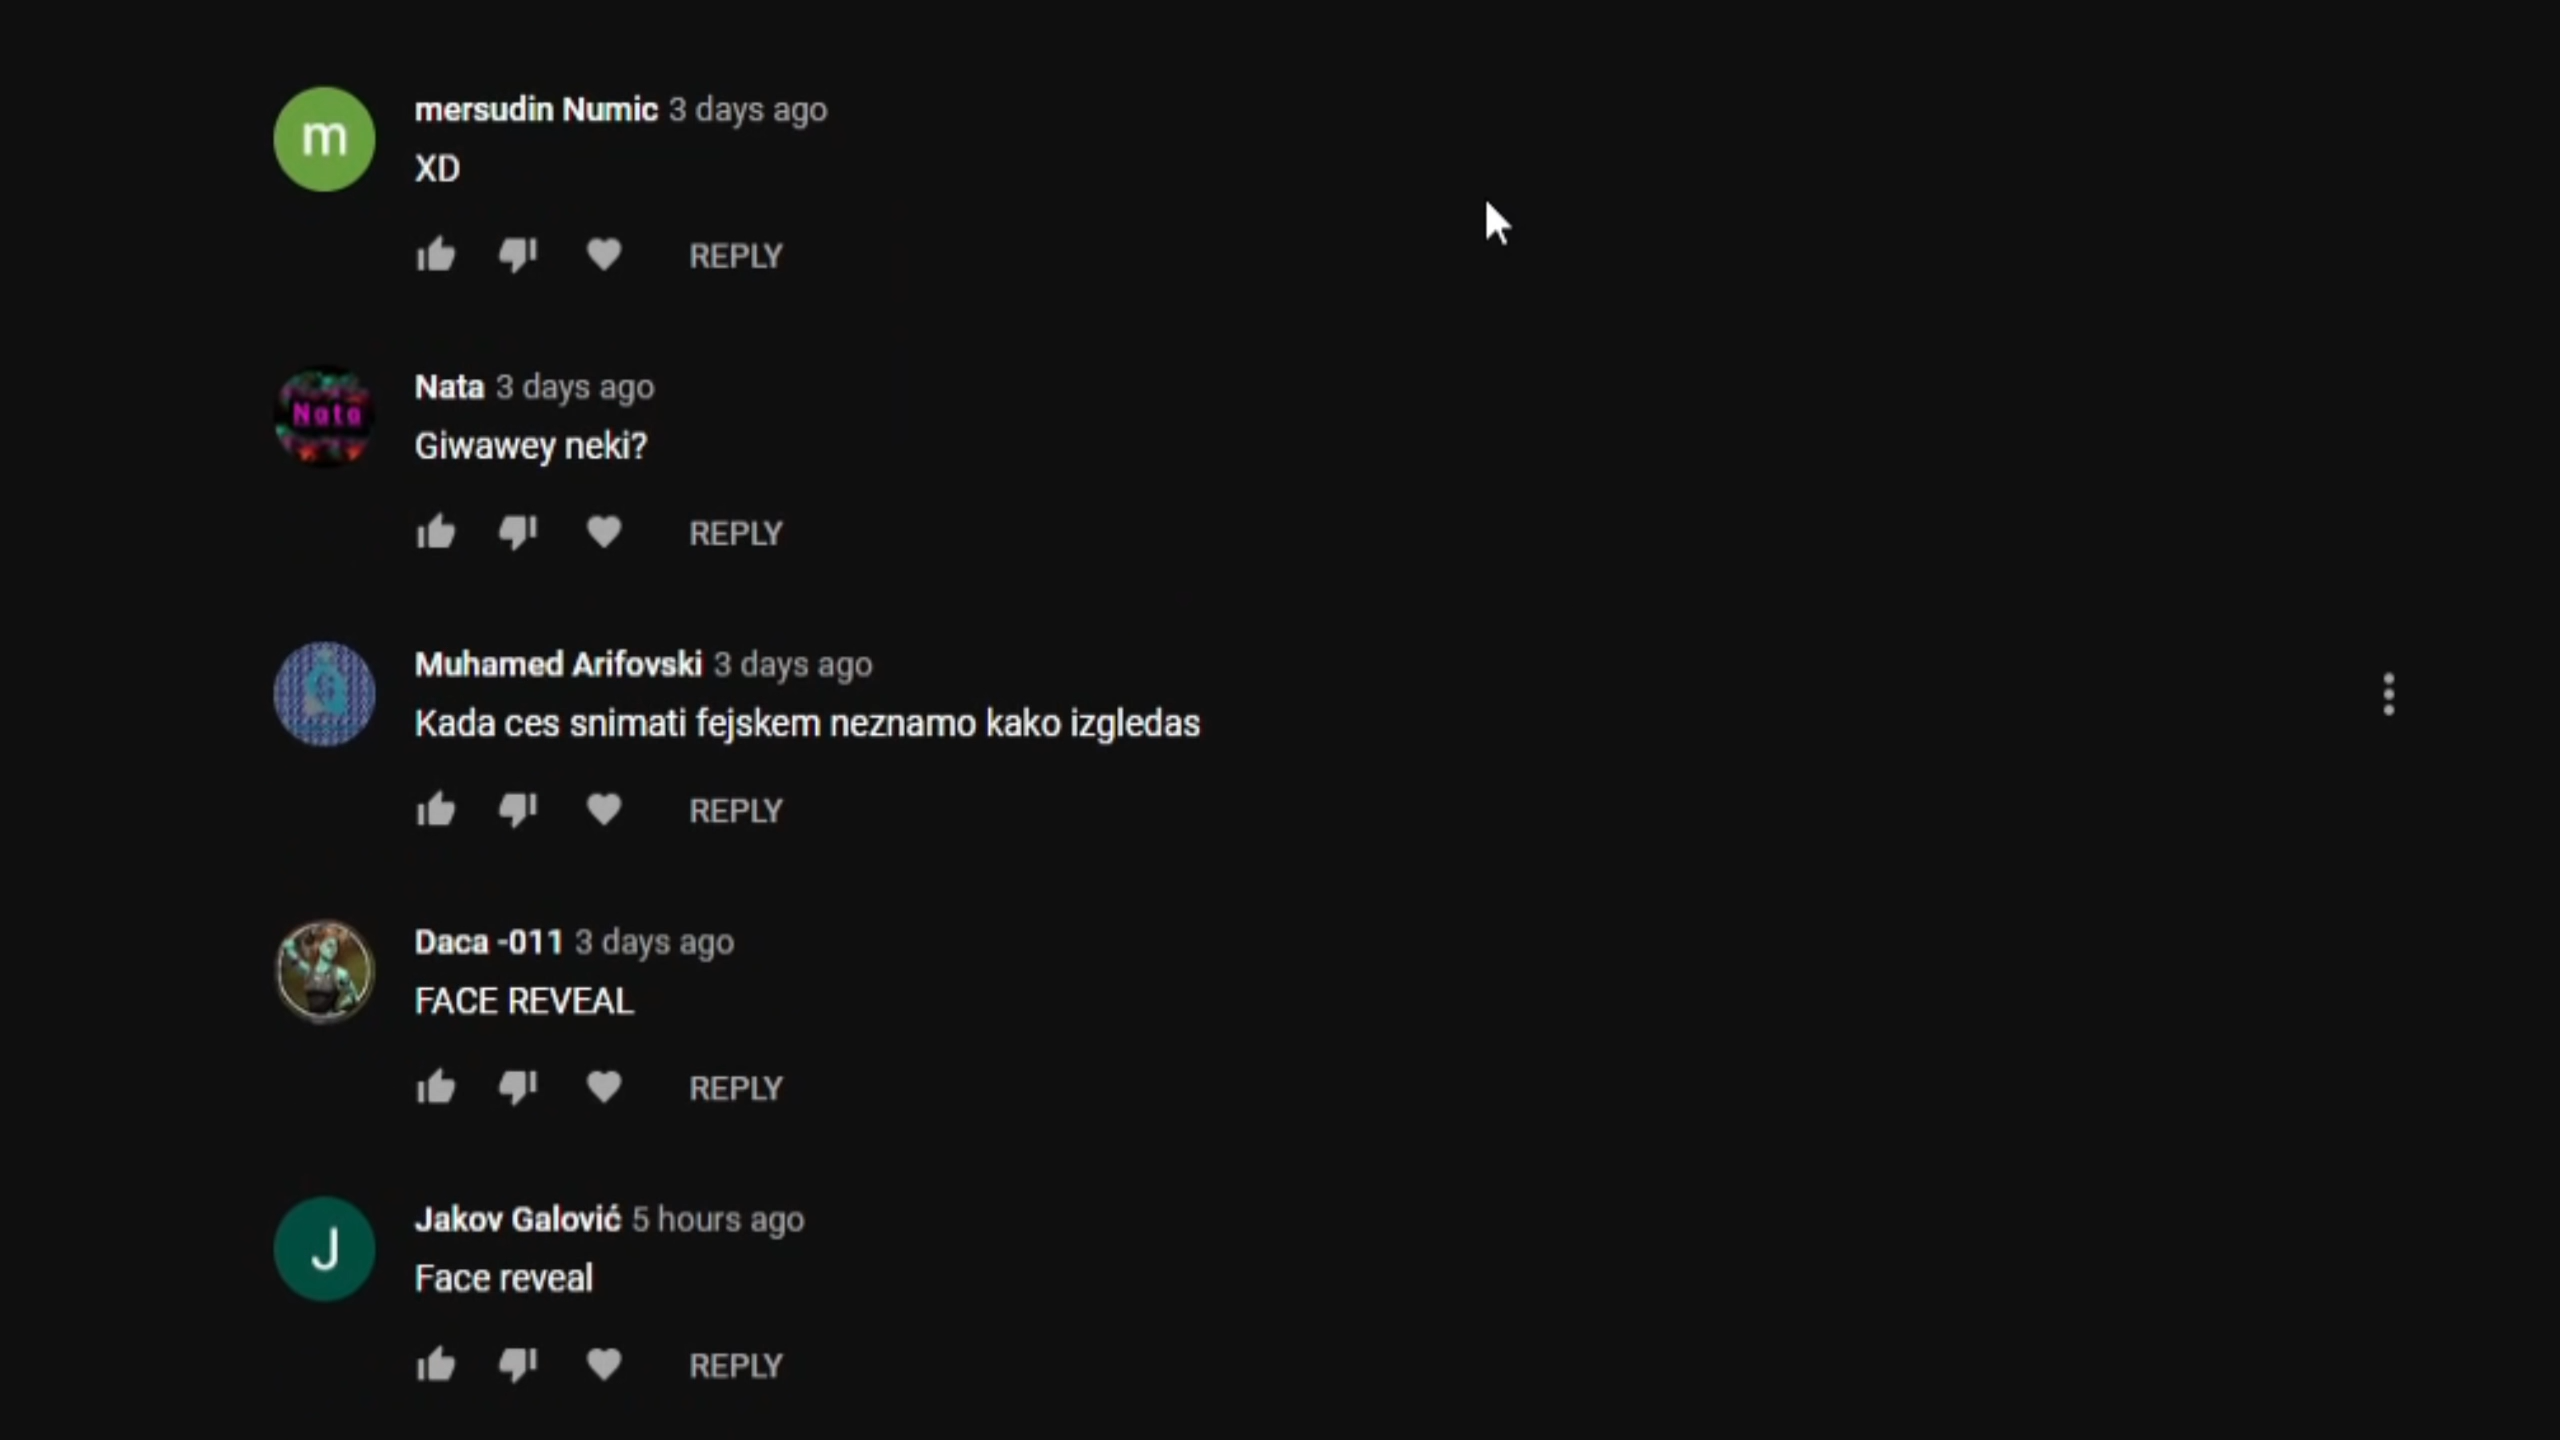 m
mersudin Numic 3 days ago
XD
REPLY
Nata
Nata 3 days ago
Giwawey neki?
REPLY
Muhamed Arifovski 3 days ago
Kada ces snimati fejskem neznamo kako izgledas
REPLY
Daca -011 3 days ago
FACE REVEAL
REPLY
J
Jakov Galović 5 hours ago
Face reveal
REPLY